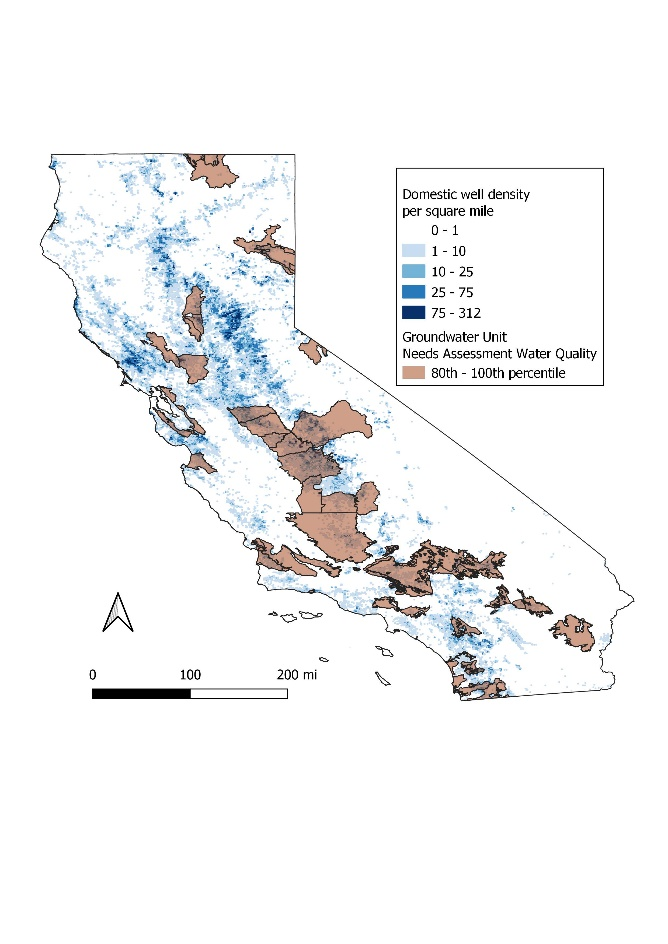 Domestic well density
per square mile
0 - 1
1 - 10
10 - 25
25 - 75
75 - 312
Groundwater Unit
Needs Assessment Water Quality
80th - 100th percentile
0 100 200 mi